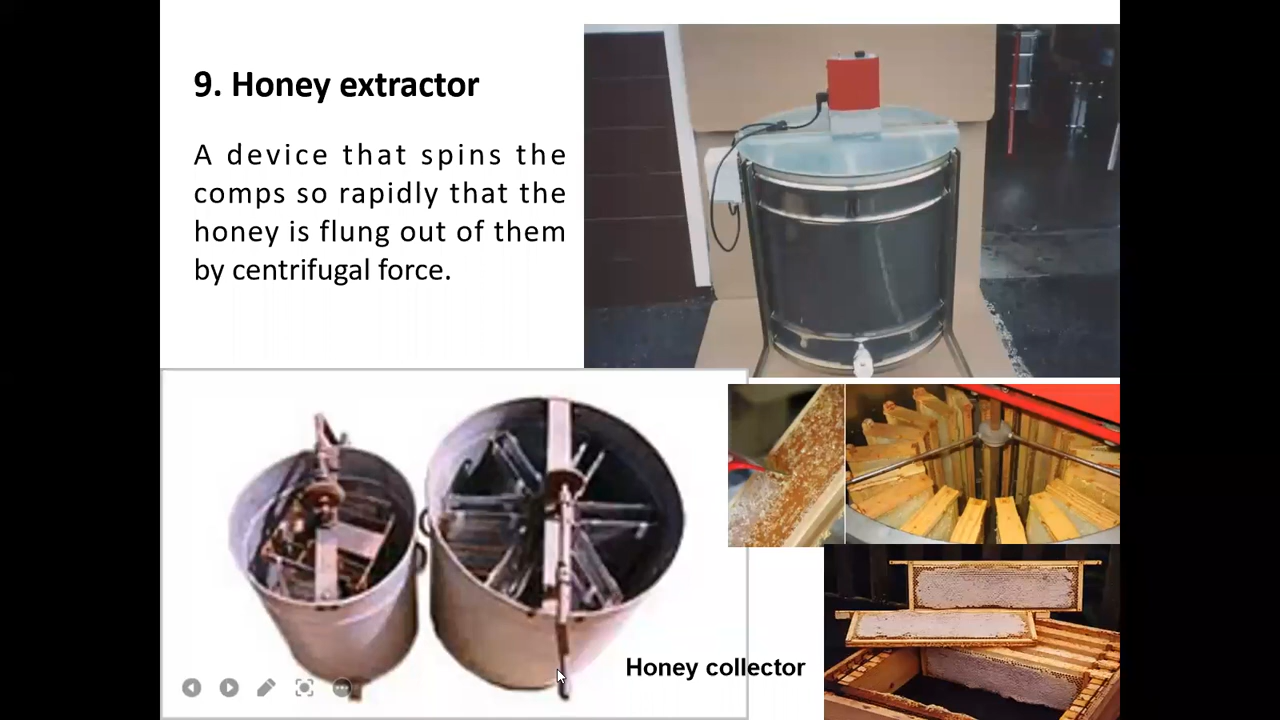 9. Honey extractor
A device that spins the
comps so rapidly that the
honey is flung out of them
by centrifugal force.
Honey collector